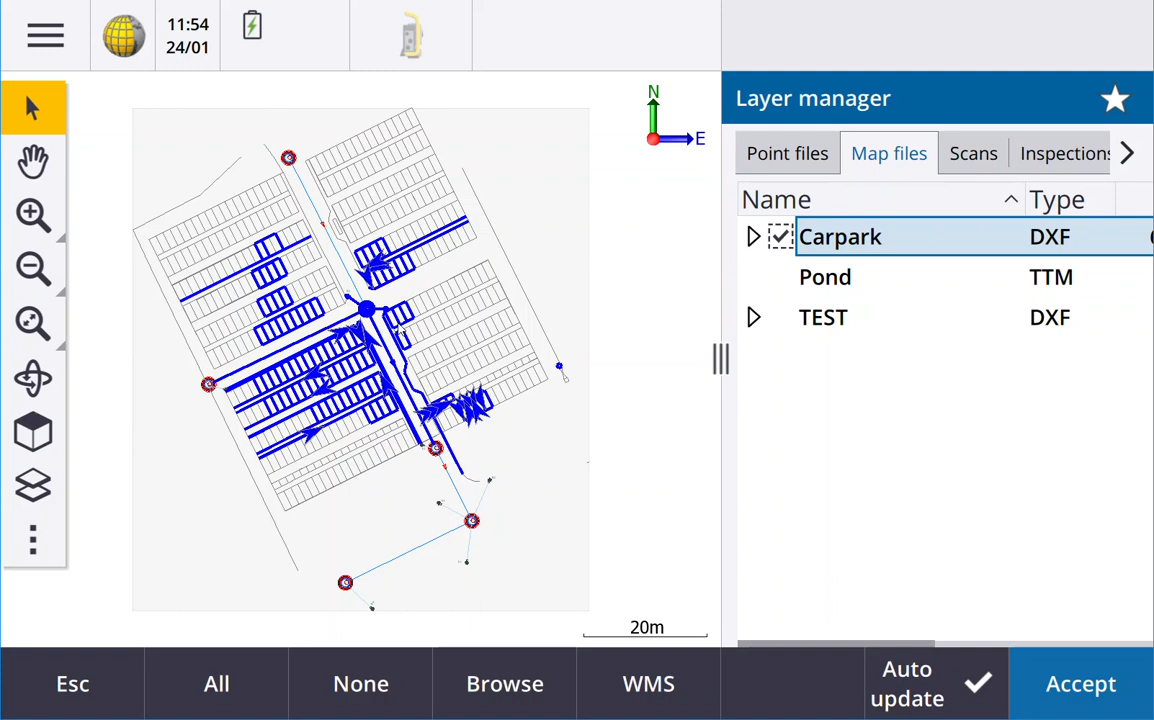 11:54
24/01
N
E
20m
Layer manager
Point files
Map files
Scans
Inspections
Name
Type
Carpark
DXF
Pond
TTM
TEST
DXF
Esc
All
None
Browse
WMS
Auto
update
Accept